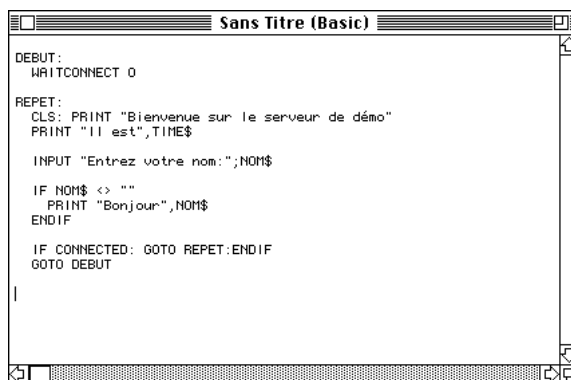 Sans Titre (Basic)
DEBUT:
WAITCONNECT 0
REPET:
CLS: PRINT "Bienvenue sur le serveur de démo"
PRINT "Il est",TIME$
INPUT "Entrez votre nom:";NOM$
IF NOM$ <> ""
PRINT "Bonjour",NOM$
ENDIF
IF CONNECTED: GOTO REPET:ENDIF
GOTO DEBUT